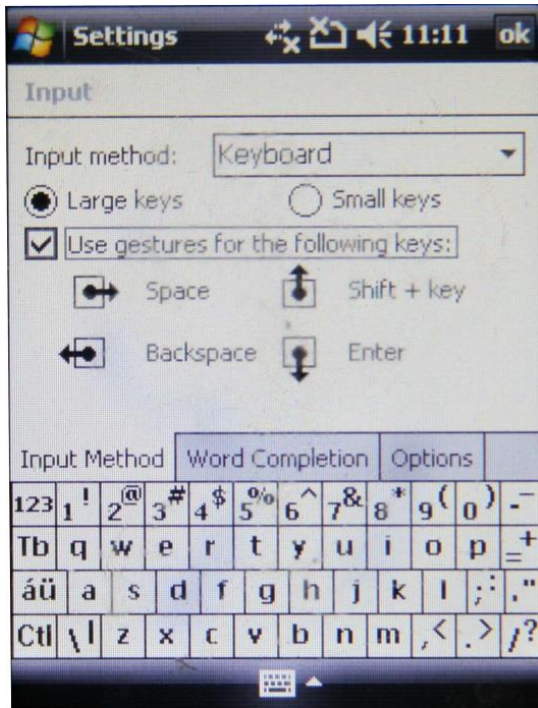 Settings 11:11 ok
Input
Input method: Keyboard
Large keys Small keys
Use gestures for the following keys:
Space Shift + key
Backspace Enter
Input Method Word Completion Options
123 1! 2@ 3# 4$ 5% 6^ 7& 8* 9( 0) -_
Tb q w e r t y u i o p =+
áü a s d f g h j k l ;: '"
Ctl \| z x c v b n m ,< .> /?